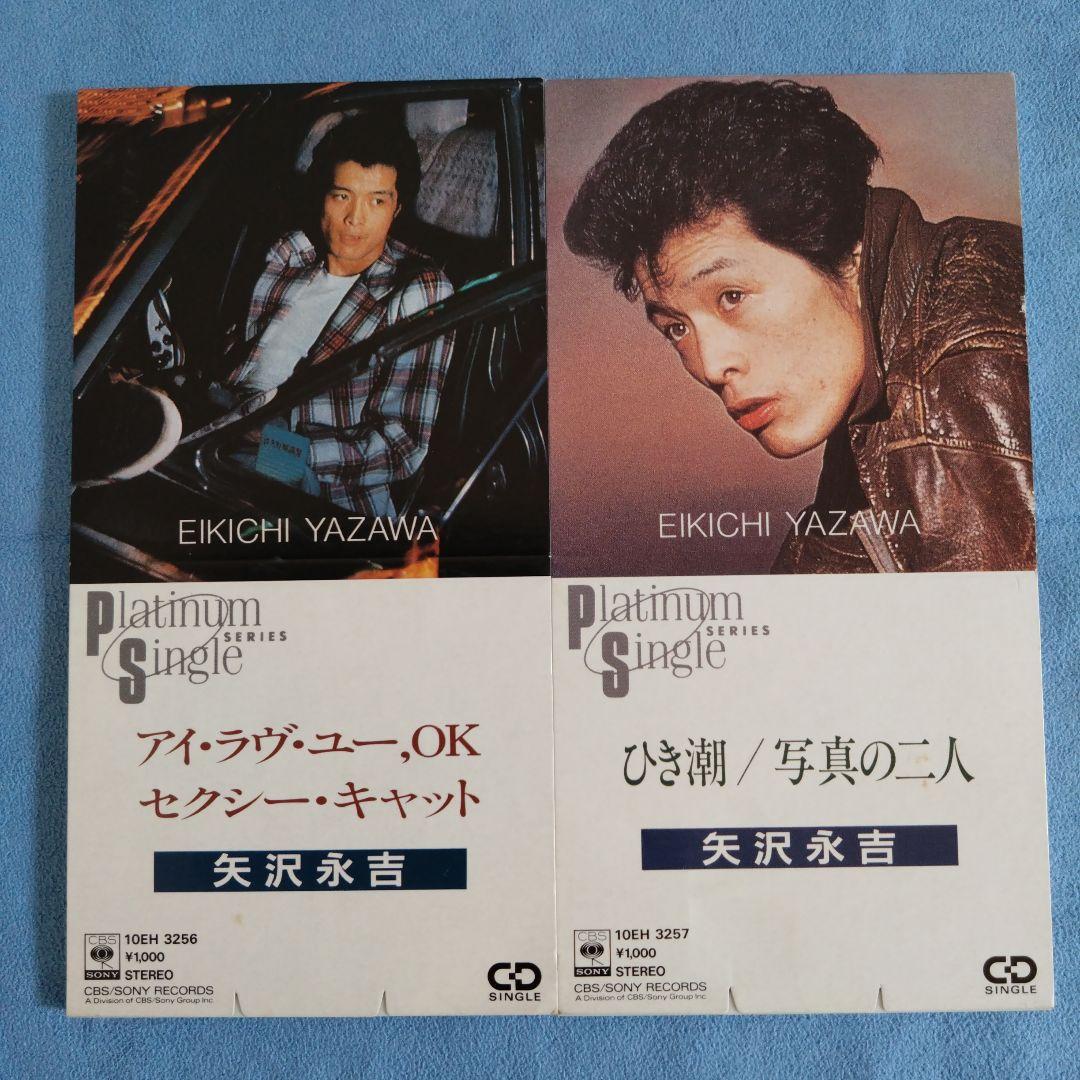 EIKICHI YAZAWA
Platinum
SERIES
Single
アイ・ラヴ・ユー,OK
セクシー・キャット
矢沢永吉
CBS
SONY
10EH 3256
¥1,000
STEREO
CBS/SONY RECORDS
A Division of CBS/Sony Group Inc.
CD
SINGLE
EIKICHI YAZAWA
Platinum
SERIES
Single
ひき潮/写真の二人
矢沢永吉
CBS
SONY
10EH 3257
¥1,000
STEREO
CBS/SONY RECORDS
A Division of CBS/Sony Group Inc.
CD
SINGLE